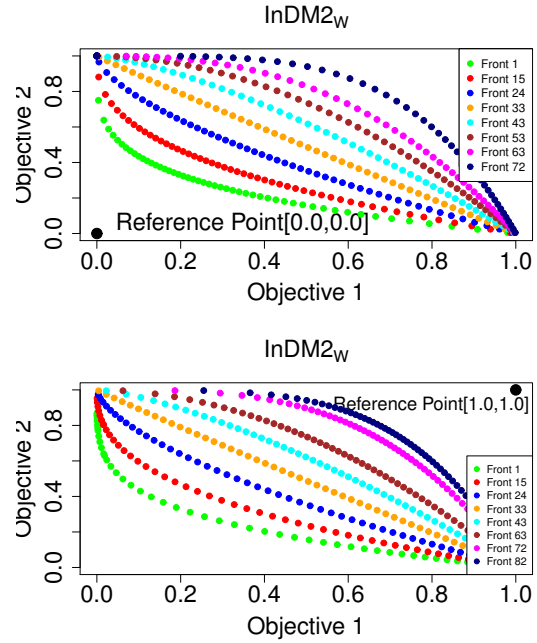 InDM2W
Objective 2
0.0 0.4 0.8
Front 1
Front 15
Front 24
Front 33
Front 43
Front 53
Front 63
Front 72
Reference Point[0.0,0.0]
0.0 0.2 0.4 0.6 0.8 1.0
Objective 1
InDM2W
Objective 2
0.0 0.4 0.8
Reference Point[1.0,1.0]
Front 1
Front 15
Front 24
Front 33
Front 43
Front 63
Front 72
Front 82
0.0 0.2 0.4 0.6 0.8 1.0
Objective 1